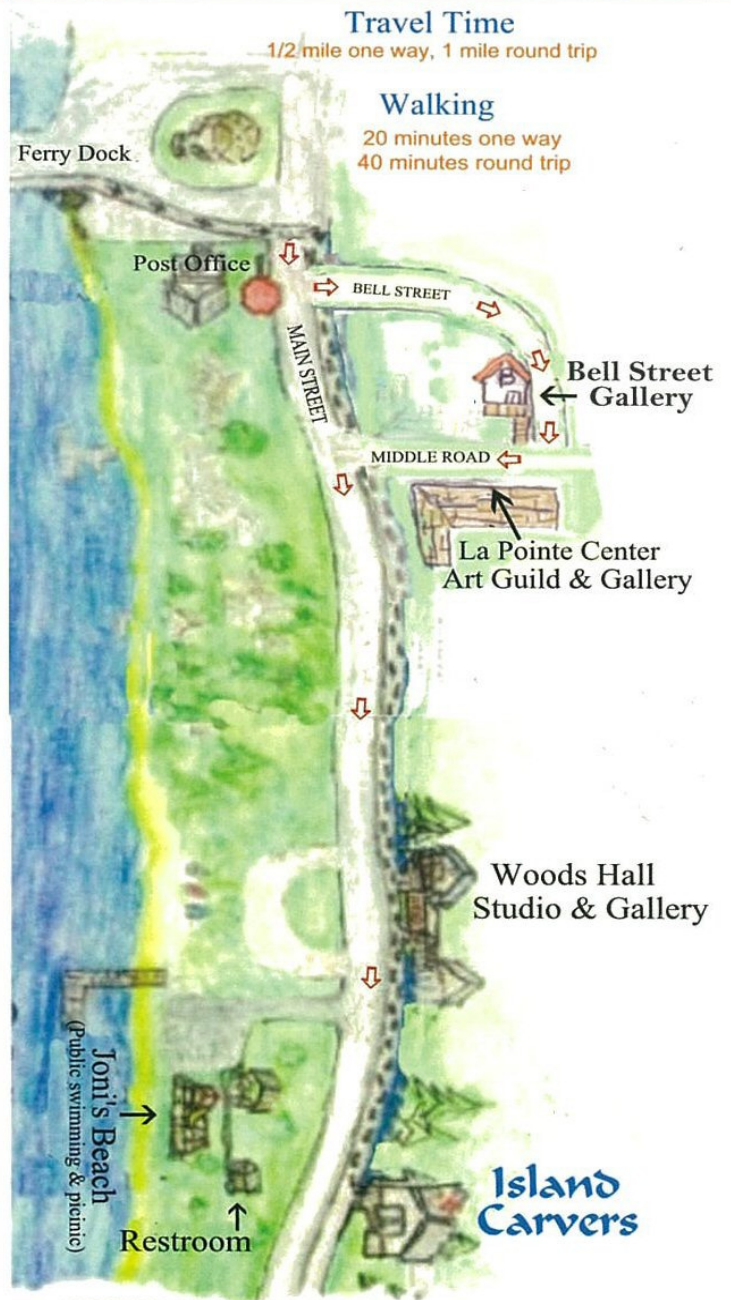 Travel Time
1/2 mile one way, 1 mile round trip
Walking
20 minutes one way
40 minutes round trip
Ferry Dock
Post Office
BELL STREET
MAIN STREET
Bell Street
Gallery
MIDDLE ROAD
La Pointe Center
Art Guild & Gallery
Woods Hall
Studio & Gallery
Joni's Beach
(Public swimming & picinic)
Restroom
Island
Carvers